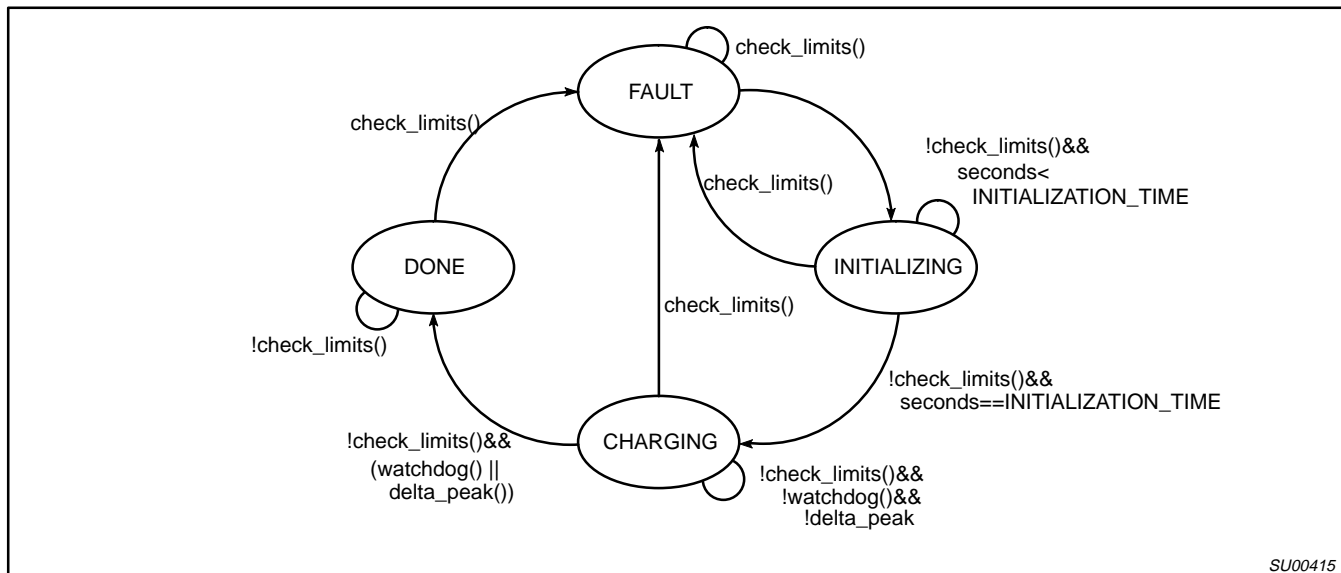 check_limits()
FAULT
check_limits()
!check_limits()&&
seconds<
INITIALIZATION_TIME
check_limits()
DONE
INITIALIZING
check_limits()
!check_limits()
!check_limits()&&
seconds==INITIALIZATION_TIME
CHARGING
!check_limits()&&
(watchdog() ||
delta_peak())
!check_limits()&&
!watchdog()&&
!delta_peak
SU00415